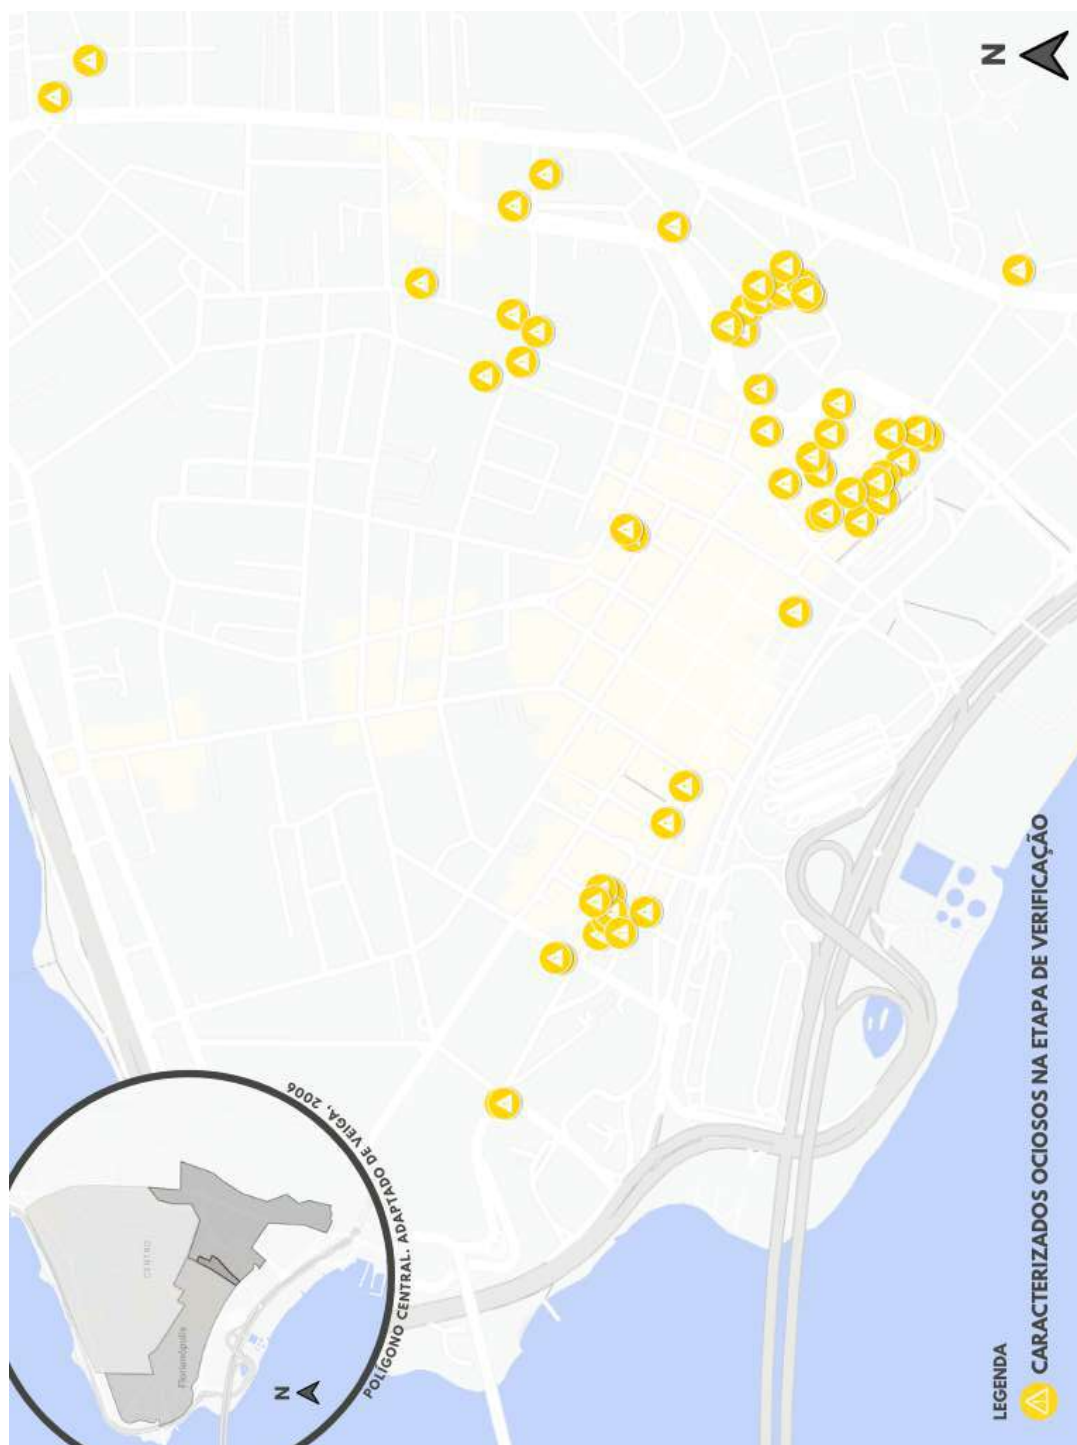 N
CENTRO
Florianópolis
N
POLÍGONO CENTRAL. ADAPTADO DE VEIGA, 2006
LEGENDA
CARACTERIZADOS OCIOSOS NA ETAPA DE VERIFICAÇÃO